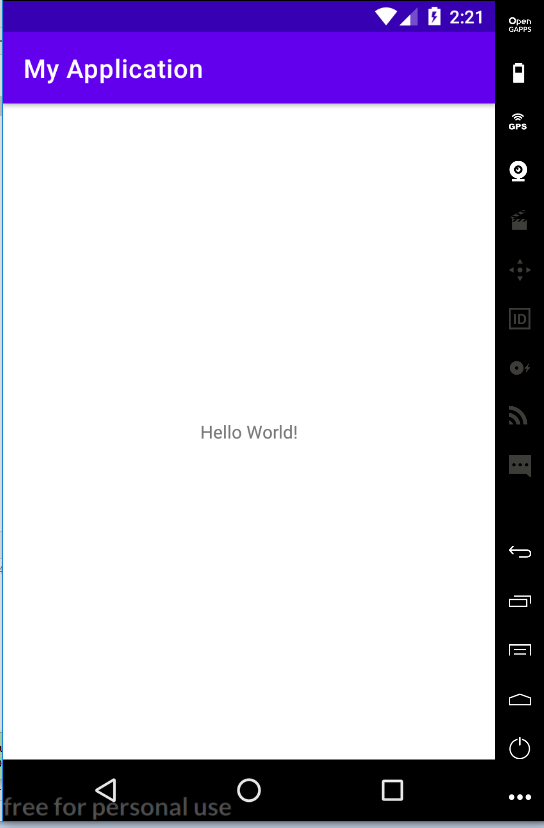 2:21
Open
GAPPS
My Application
GPS
ID
Hello World!
free for personal use